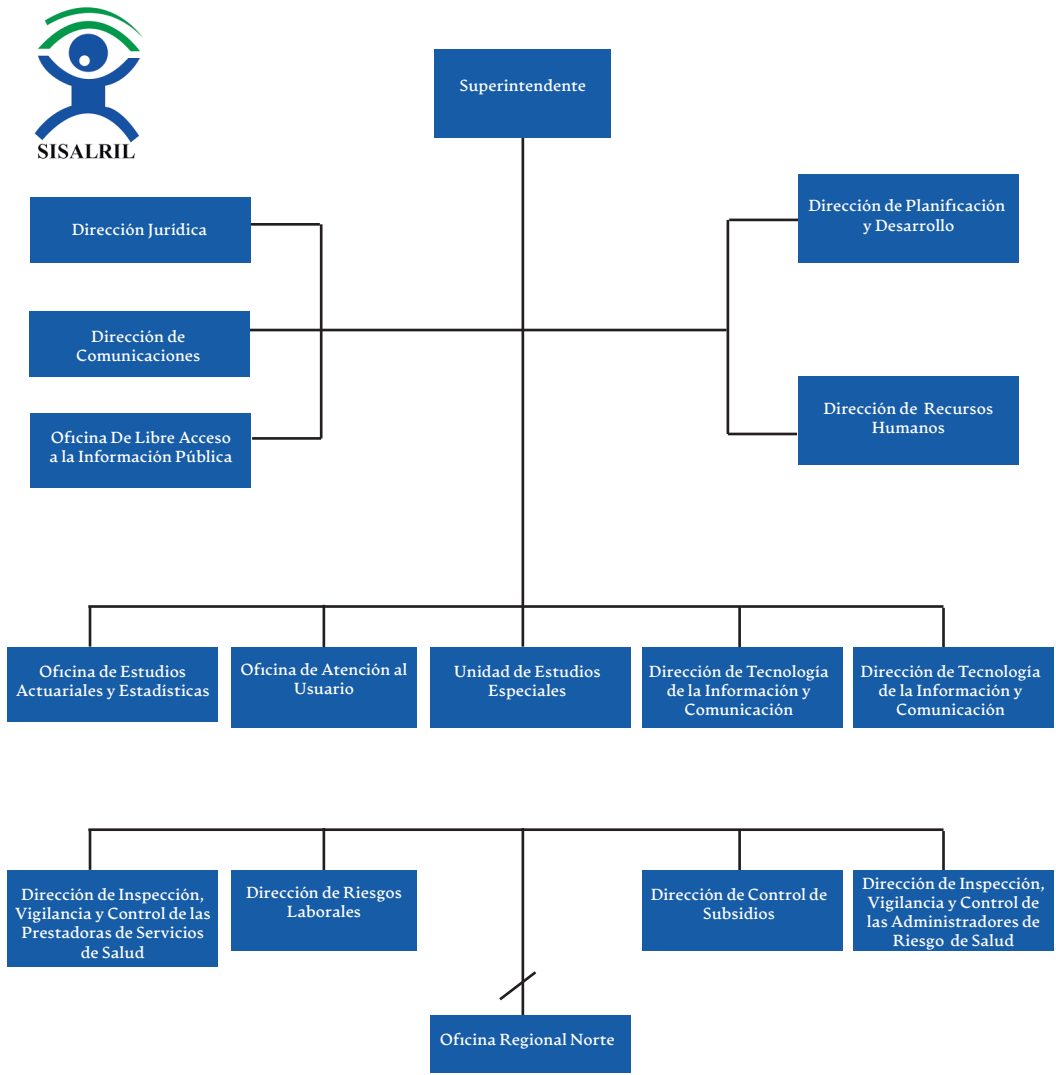 SISALRIL
Superintendente
Dirección Jurídica
Dirección de Planificación
y Desarrollo
Dirección de
Comunicaciones
Oficina De Libre Acceso
a la Información Pública
Dirección de Recursos
Humanos
Oficina de Estudios
Actuariales y Estadísticas
Oficina de Atención al
Usuario
Unidad de Estudios
Especiales
Dirección de Tecnología
de la Información y
Comunicación
Dirección de Tecnología
de la Información y
Comunicación
Dirección de Inspección,
Vigilancia y Control de las
Prestadoras de Servicios
de Salud
Dirección de Riesgos
Laborales
Dirección de Control de
Subsidios
Dirección de Inspección,
Vigilancia y Control de
las Administradores de
Riesgo de Salud
Oficina Regional Norte